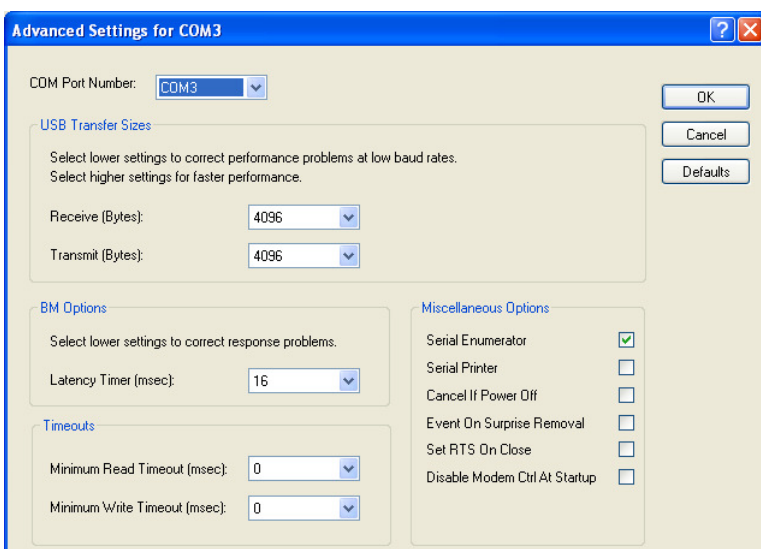 Advanced Settings for COM3
COM Port Number: COM3
OK
Cancel
Defaults
USB Transfer Sizes
Select lower settings to correct performance problems at low baud rates.
Select higher settings for faster performance.
Receive (Bytes): 4096
Transmit (Bytes): 4096
BM Options
Select lower settings to correct response problems.
Latency Timer (msec): 16
Timeouts
Minimum Read Timeout (msec): 0
Minimum Write Timeout (msec): 0
Miscellaneous Options
Serial Enumerator
Serial Printer
Cancel If Power Off
Event On Surprise Removal
Set RTS On Close
Disable Modem Ctrl At Startup